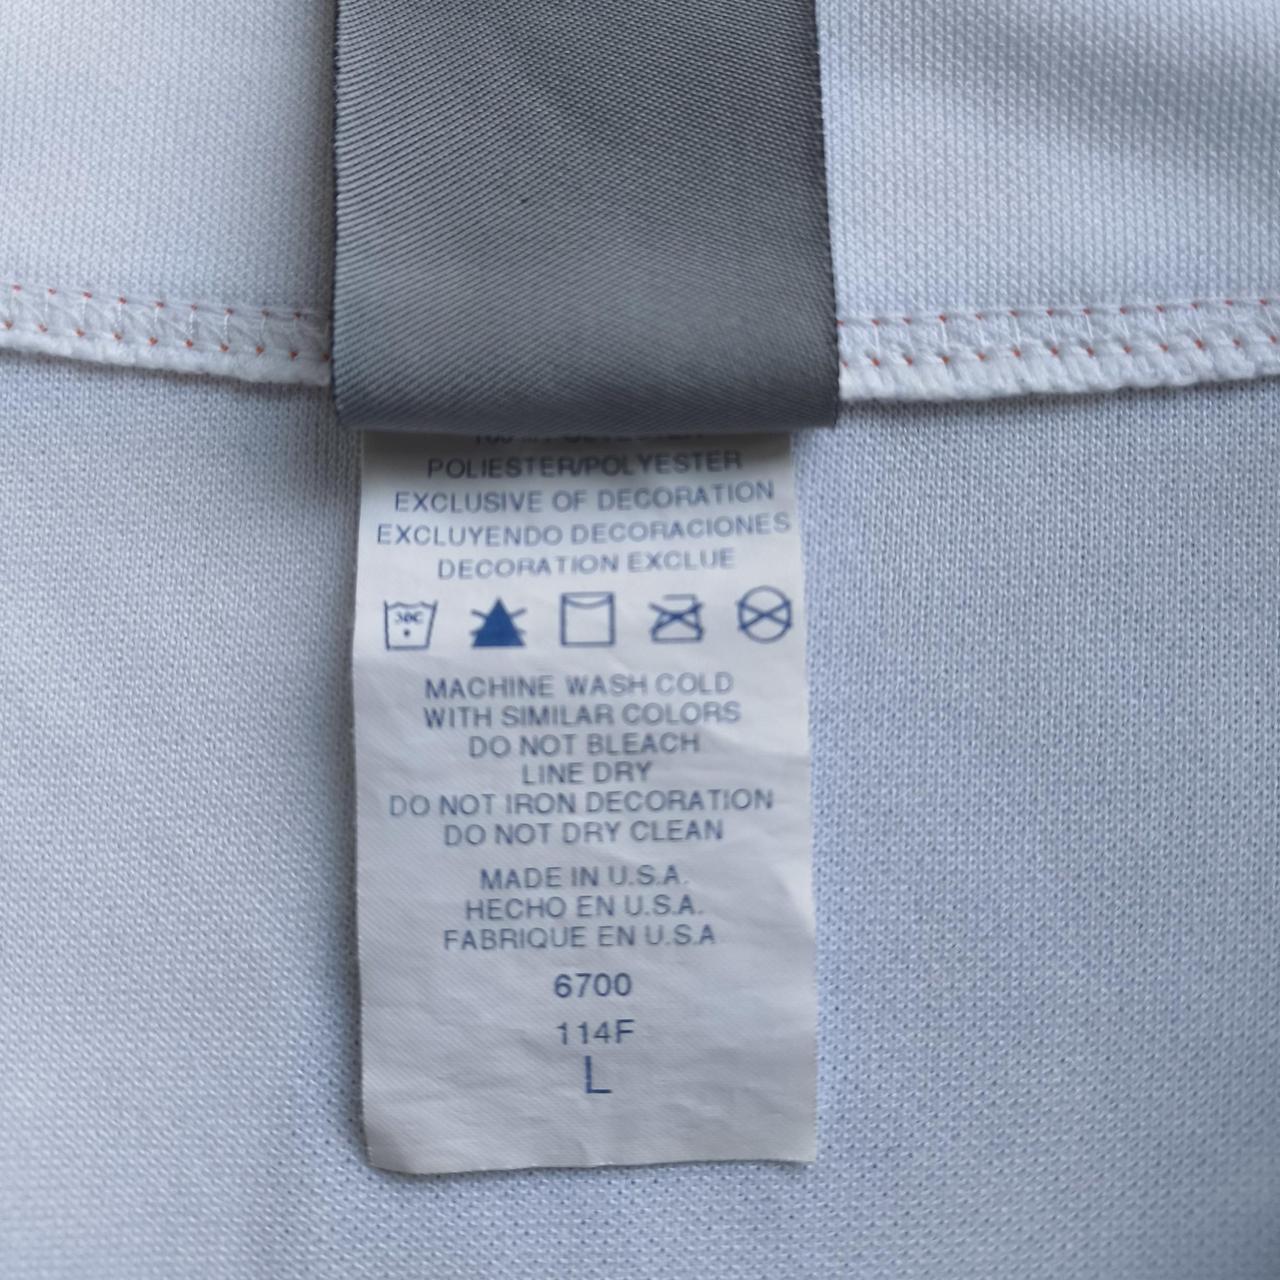 POLIESTER/POLYESTER
EXCLUSIVE OF DECORATION
EXCLUYENDO DECORACIONES
DECORATION EXCLUE
30C
MACHINE WASH COLD
WITH SIMILAR COLORS
DO NOT BLEACH
LINE DRY
DO NOT IRON DECORATION
DO NOT DRY CLEAN
MADE IN U.S.A.
HECHO EN U.S.A.
FABRIQUE EN U.S.A
6700
114F
L